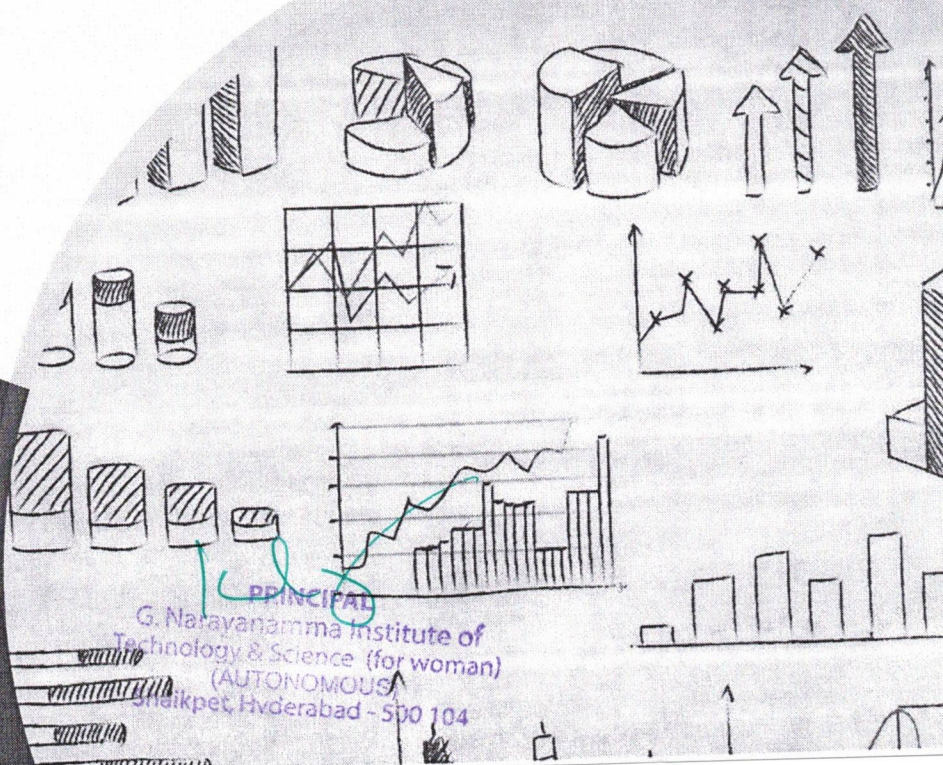 PRINCIPAL
G. Narayanamma Institute of
Technology & Science (for woman)
(AUTONOMOUS)
Shaikpet, Hyderabad - 500 104